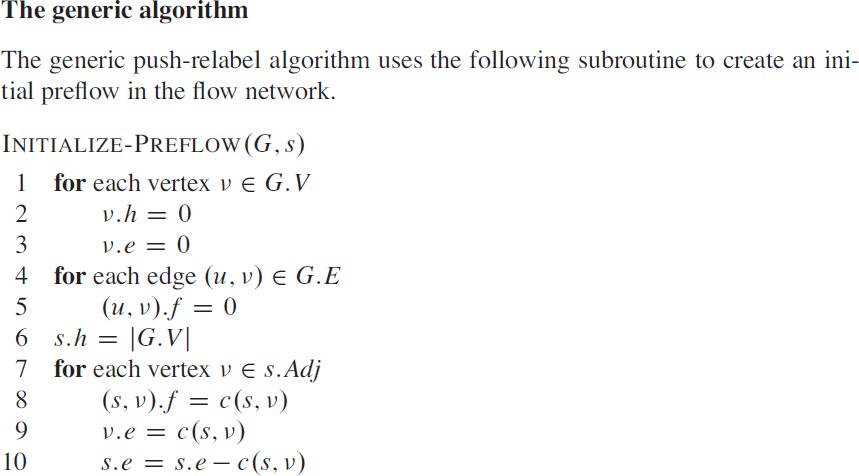 The generic algorithm
The generic push-relabel algorithm uses the following subroutine to create an ini-
tial preflow in the flow network.
INITIALIZE-PREFLOW(G, s)
1 for each vertex v ∈ G.V
2 v.h = 0
3 v.e = 0
4 for each edge (u, v) ∈ G.E
5 (u, v).f = 0
6 s.h = |G.V|
7 for each vertex v ∈ s.Adj
8 (s, v).f = c(s, v)
9 v.e = c(s, v)
10 s.e = s.e − c(s, v)